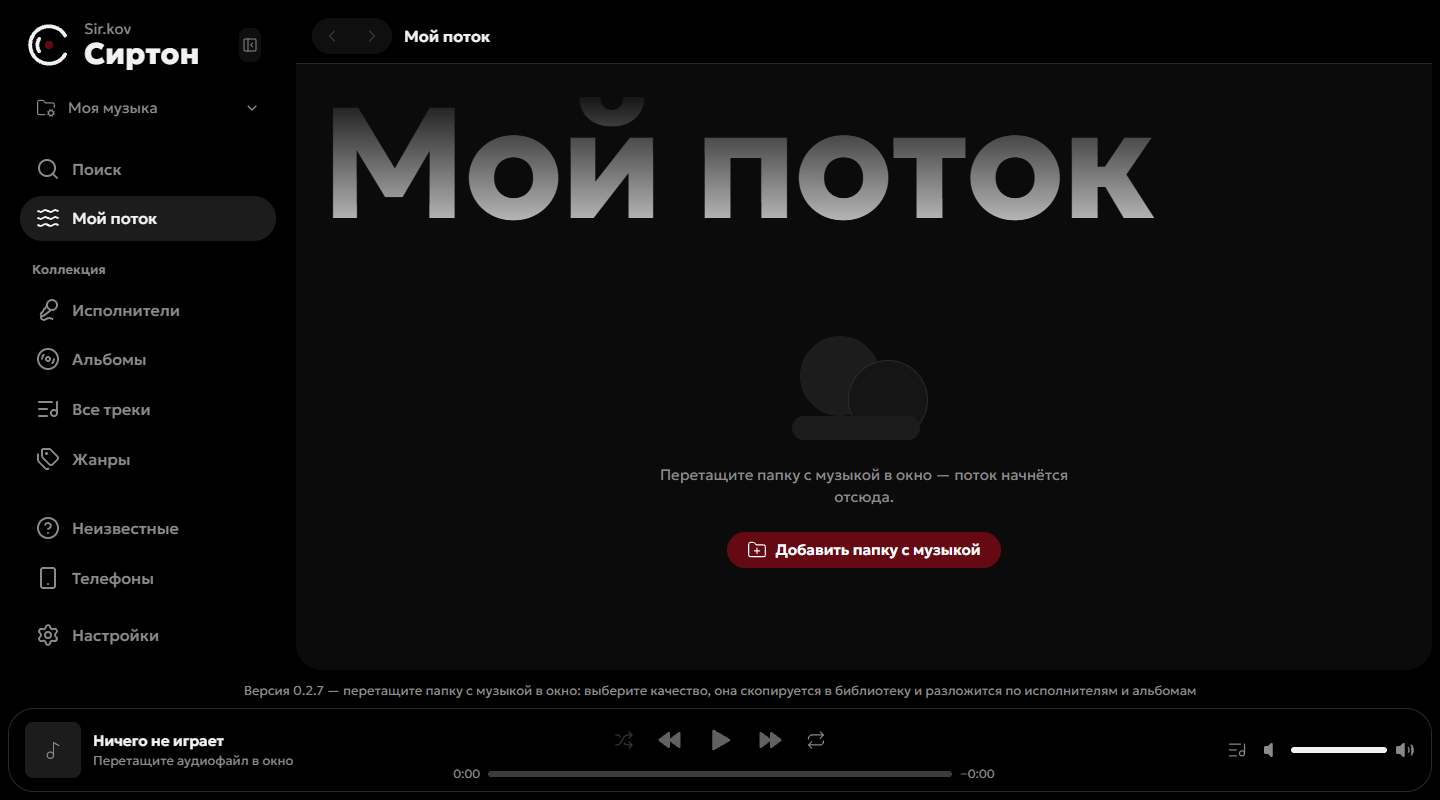 Sir.kov
Сиртон
Моя музыка
Поиск
Мой поток
Коллекция
Исполнители
Альбомы
Все треки
Жанры
Неизвестные
Телефоны
Настройки
Мой поток
Мой поток
Перетащите папку с музыкой в окно — поток начнётся
отсюда.
Добавить папку с музыкой
Версия 0.2.7 — перетащите папку с музыкой в окно: выберите качество, она скопируется в библиотеку и разложится по исполнителям и альбомам
Ничего не играет
Перетащите аудиофайл в окно
0:00
−0:00